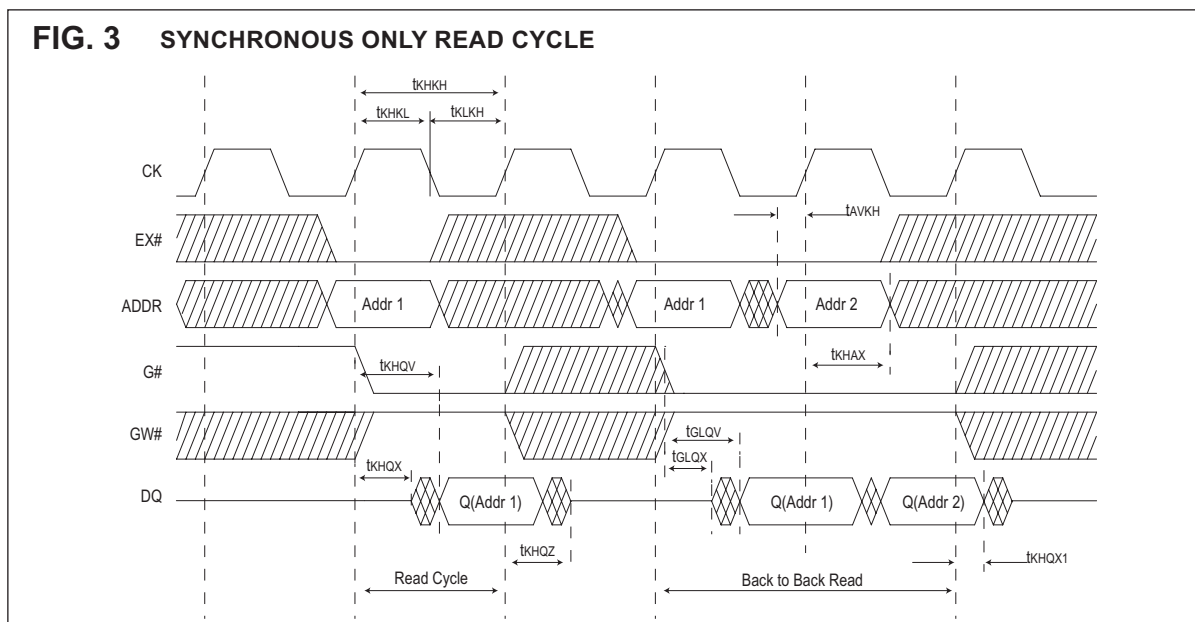 FIG. 3 SYNCHRONOUS ONLY READ CYCLE
tKHKH
tKHKL tKLKH
CK
tAVKH
EX#
ADDR Addr 1 Addr 1 Addr 2
tKHAX
G# tKHQV
GW#
tGLQV
tGLQX
tKHQX
DQ Q(Addr 1) Q(Addr 1) Q(Addr 2)
tKHQZ tKHQX1
Read Cycle Back to Back Read